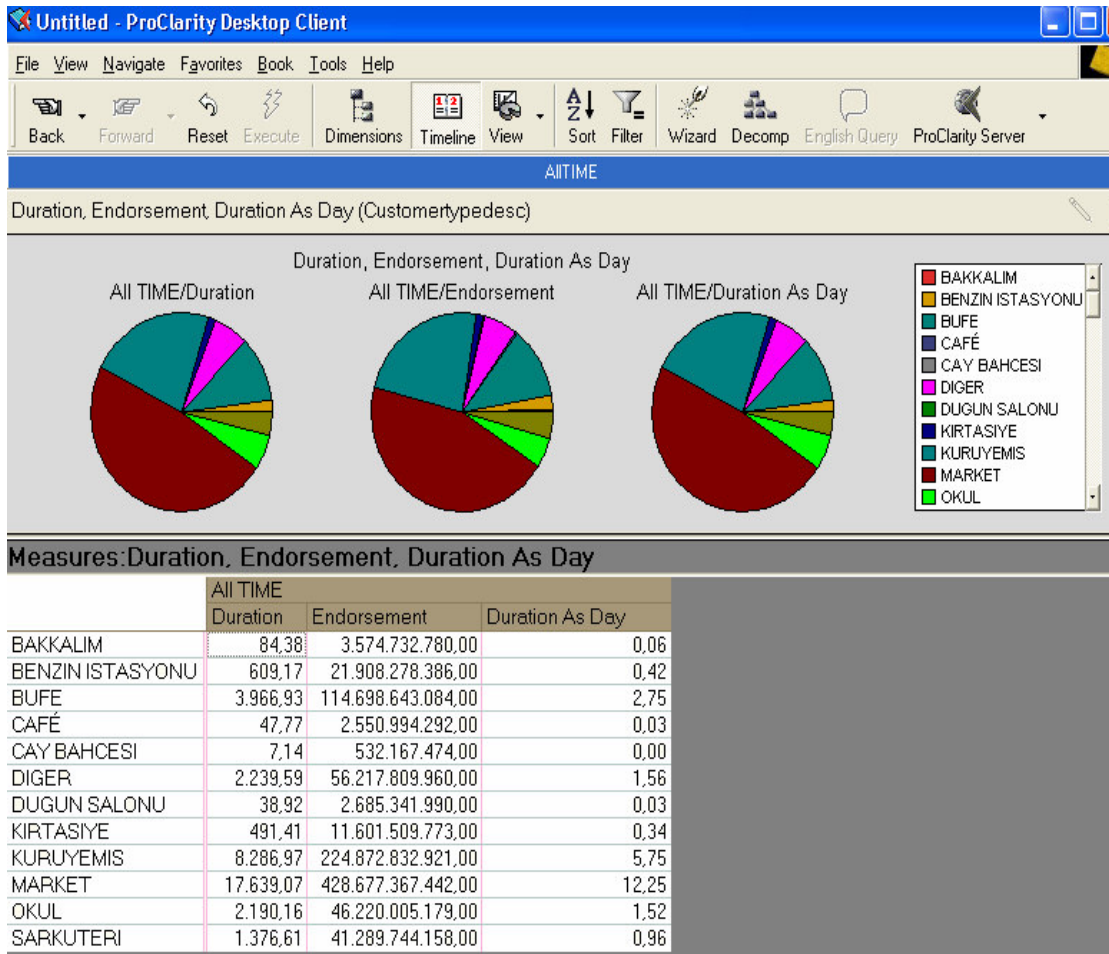 Untitled - ProClarity Desktop Client
File View Navigate Favorites Book Tools Help
Back Forward Reset Execute Dimensions Timeline View Sort Filter Wizard Decomp English Query ProClarity Server
AllTIME
Duration, Endorsement, Duration As Day (Customertypedesc)
Duration, Endorsement, Duration As Day
All TIME/Duration All TIME/Endorsement All TIME/Duration As Day
BAKKALIM
BENZIN ISTASYONU
BUFE
CAFÉ
CAY BAHCESI
DIGER
DUGUN SALONU
KIRTASIYE
KURUYEMIS
MARKET
OKUL
Measures:Duration, Endorsement, Duration As Day
All TIME
Duration Endorsement Duration As Day
BAKKALIM 84,38 3.574.732.780,00 0,06
BENZIN ISTASYONU 609,17 21.908.278.386,00 0,42
BUFE 3.966,93 114.698.643.084,00 2,75
CAFÉ 47,77 2.550.994.292,00 0,03
CAY BAHCESI 7,14 532.167.474,00 0,00
DIGER 2.239,59 56.217.809.960,00 1,56
DUGUN SALONU 38,92 2.685.341.990,00 0,03
KIRTASIYE 491,41 11.601.509.773,00 0,34
KURUYEMIS 8.286,97 224.872.832.921,00 5,75
MARKET 17.639,07 428.677.367.442,00 12,25
OKUL 2.190,16 46.220.005.179,00 1,52
SARKUTERI 1.376,61 41.289.744.158,00 0,96